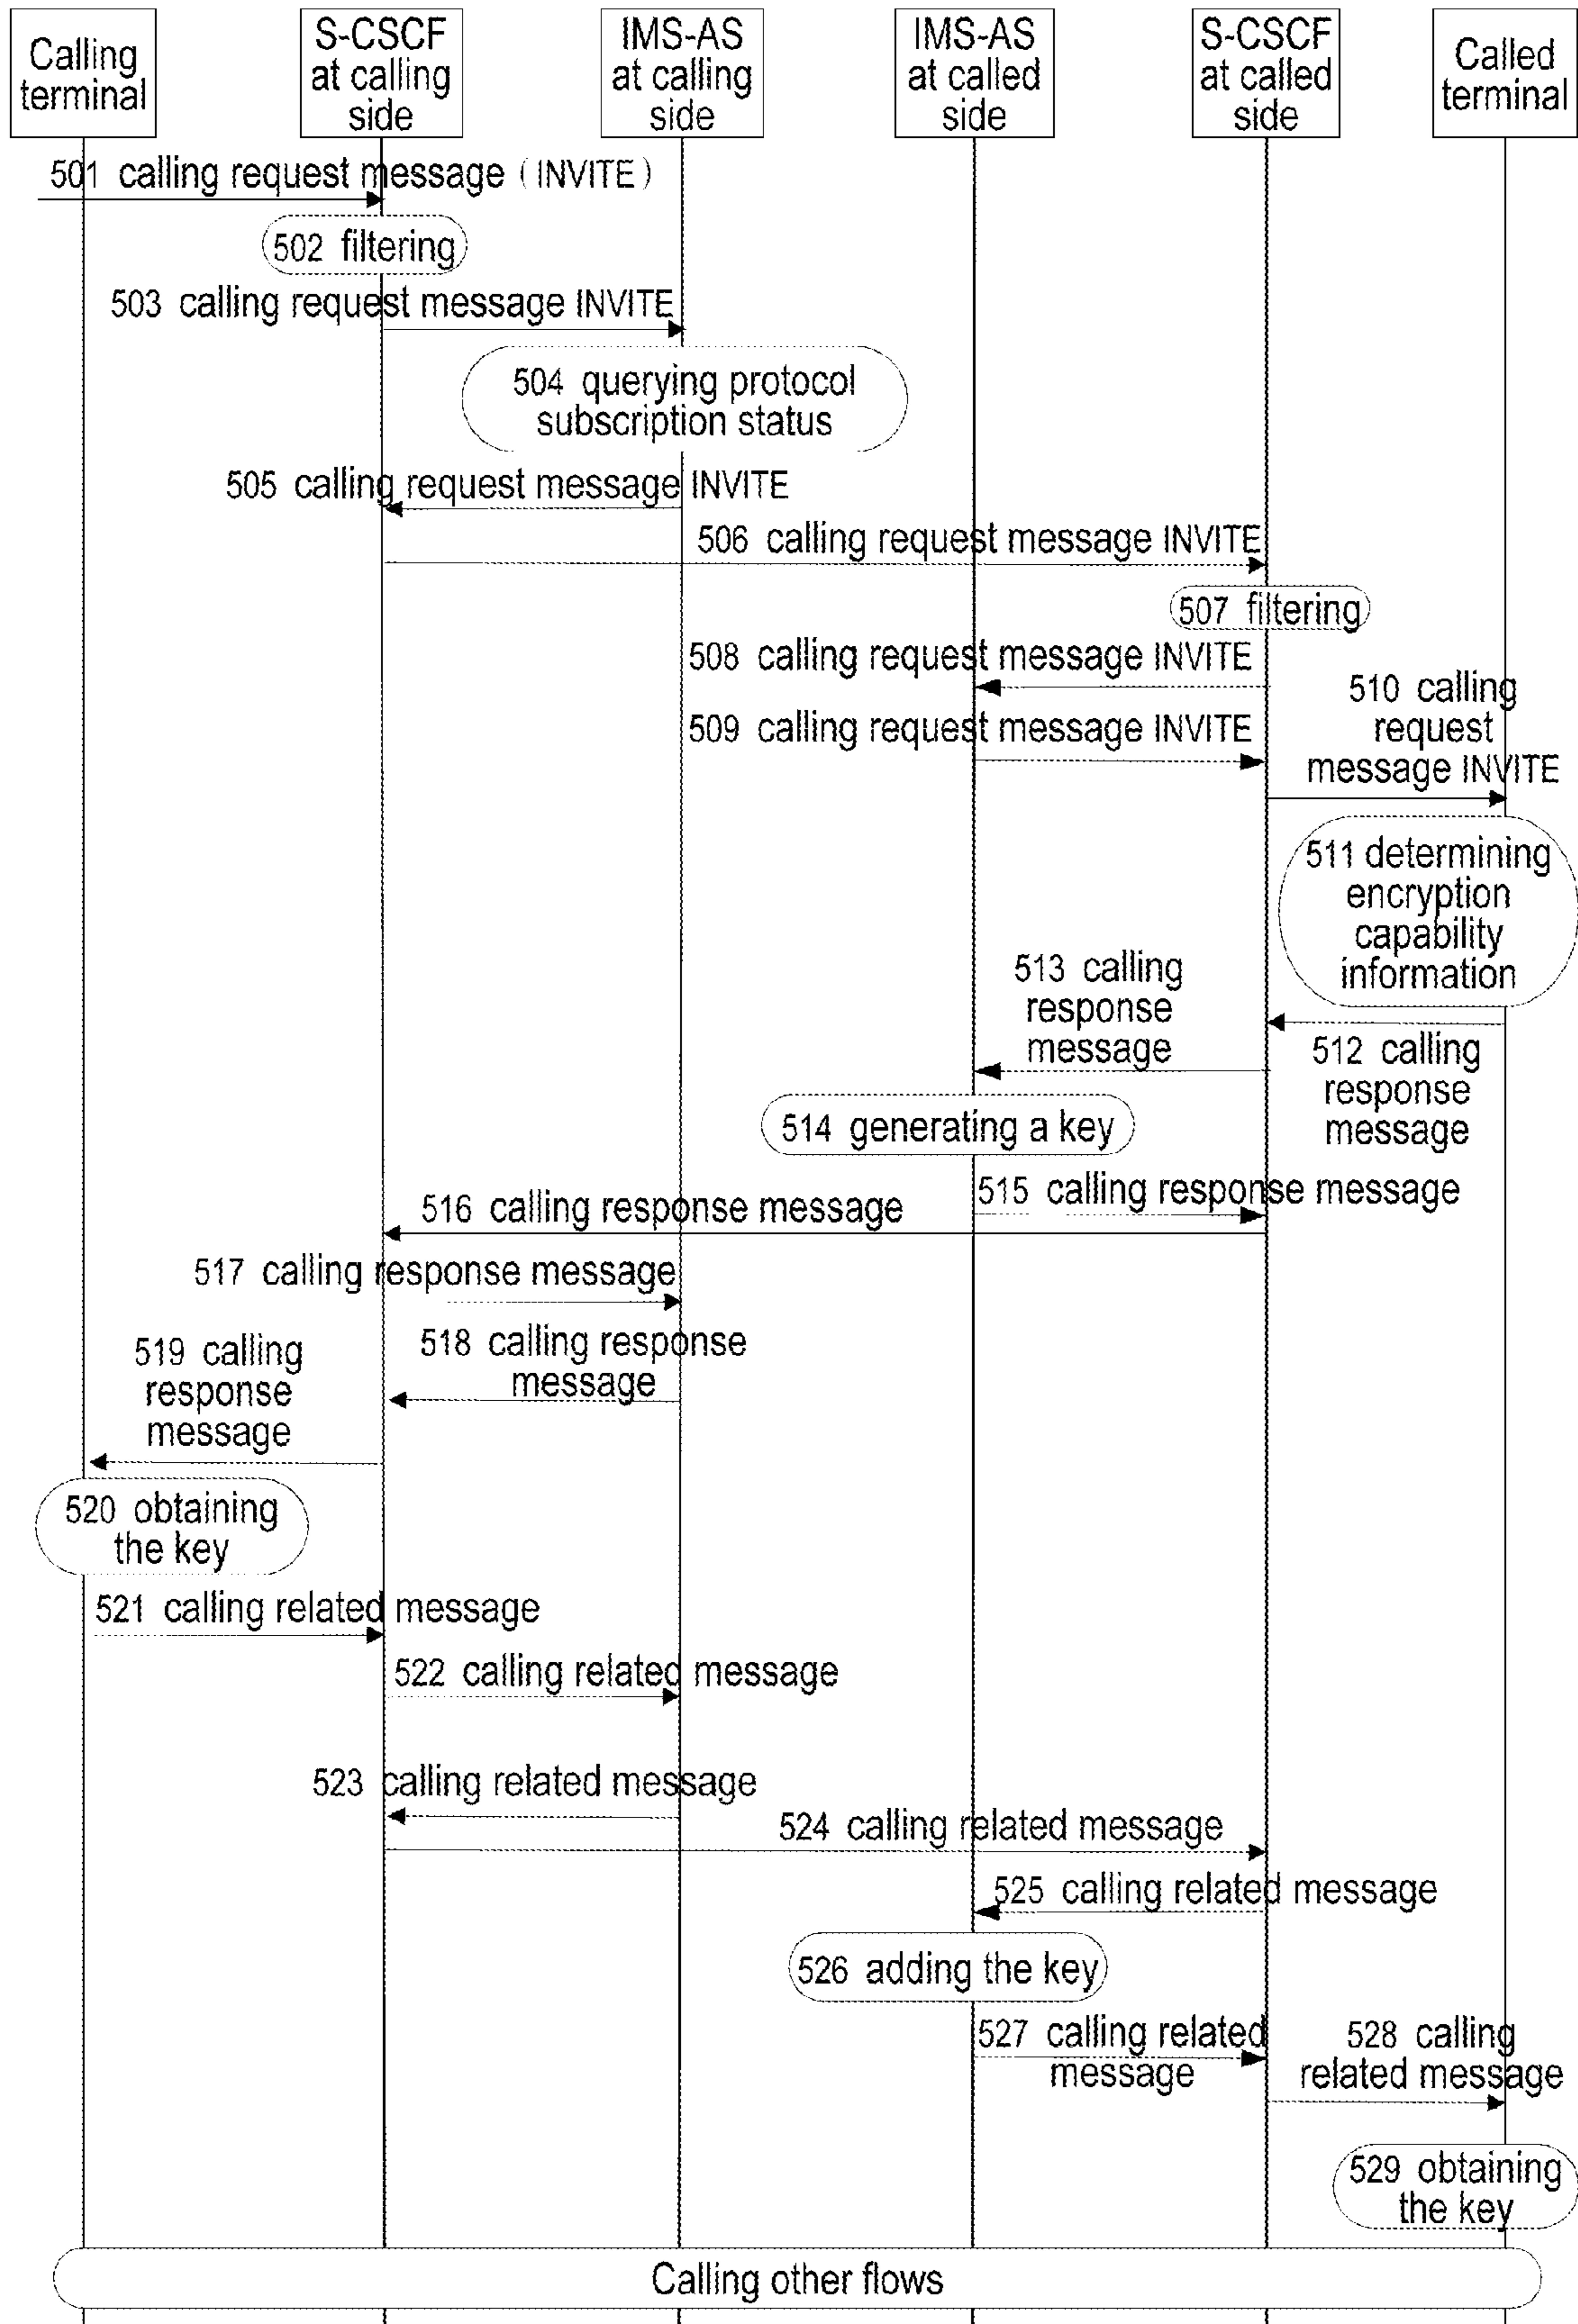 Calling
terminal
S-CSCF
at calling
side
IMS-AS
at calling
side
IMS-AS
at called
side
S-CSCF
at called
side
Called
terminal
501 calling request message (INVITE)
502 filtering
503 calling request message INVITE
504 querying protocol
subscription status
505 calling request message INVITE
506 calling request message INVITE
507 filtering
508 calling request message INVITE
509 calling request message INVITE
510 calling
request
message INVITE
511 determining
encryption
capability
information
512 calling
response
message
513 calling
response
message
514 generating a key
515 calling response message
516 calling response message
517 calling response message
518 calling response
message
519 calling
response
message
520 obtaining
the key
521 calling related message
522 calling related message
523 calling related message
524 calling related message
525 calling related message
526 adding the key
527 calling related
message
528 calling
related message
529 obtaining
the key
Calling other flows